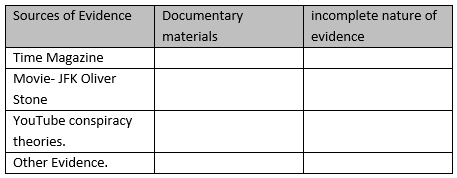 Sources of Evidence
Documentary
materials
incomplete nature of
evidence
Time Magazine
Movie- JFK Oliver
Stone
YouTube conspiracy
theories.
Other Evidence.